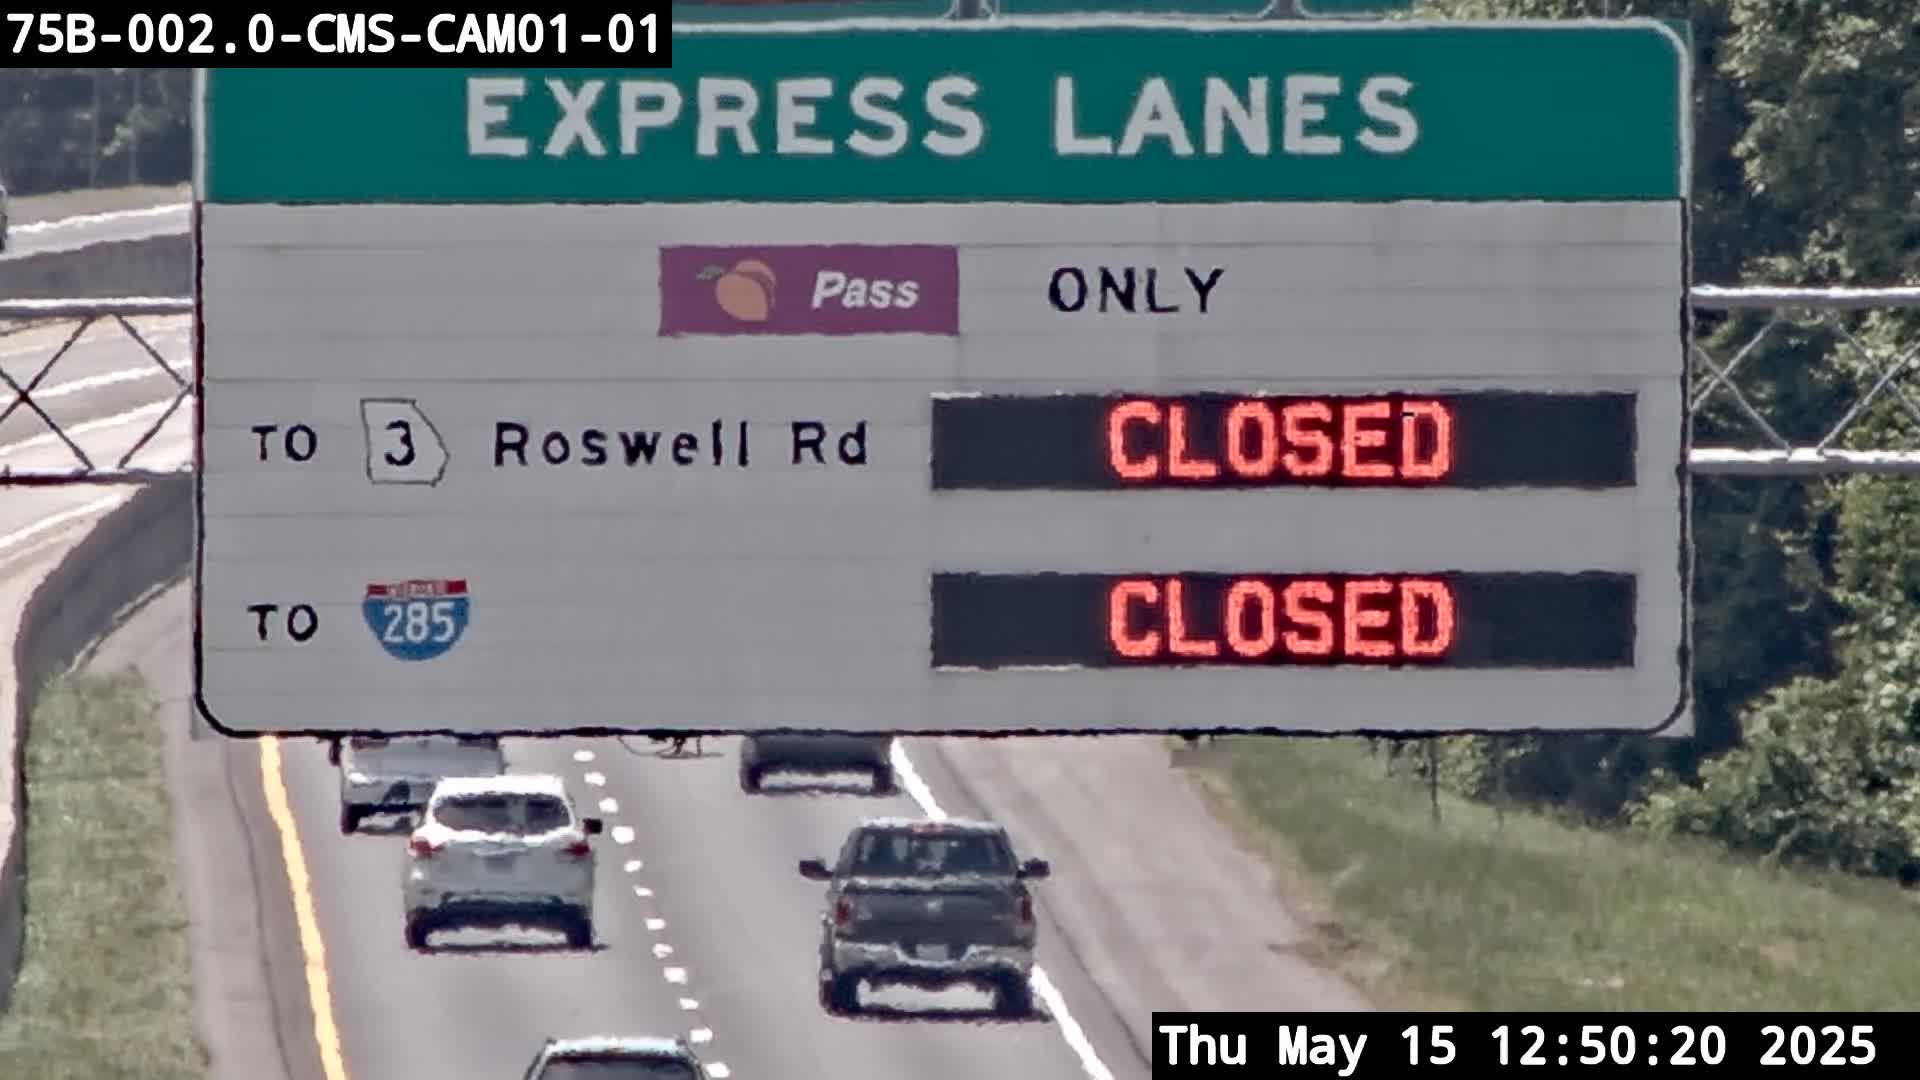 75B-002.0-CMS-CAM01-01
EXPRESS LANES
Pass ONLY
TO 3 Roswell Rd CLOSED
TO 285 CLOSED
Thu May 15 12:50:20 2025